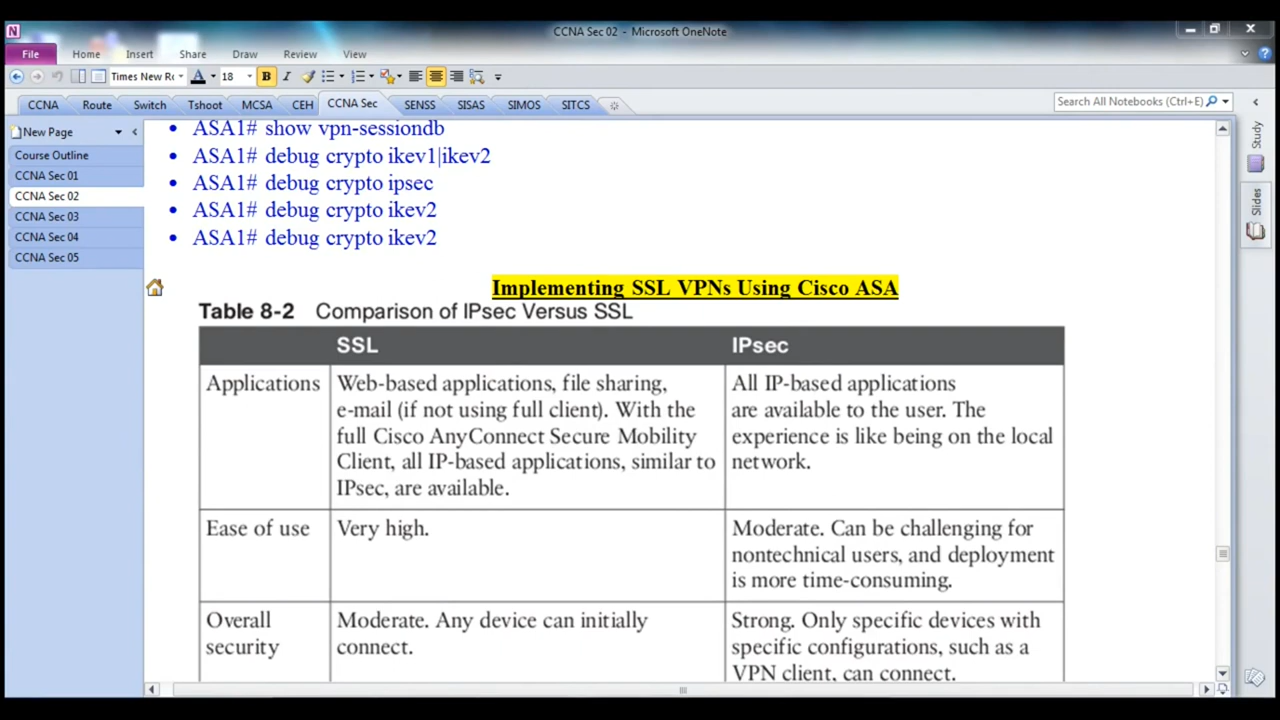 CCNA Sec 02 - Microsoft OneNote
File Home Insert Share Draw Review View
Times New Ro 18 B I A
CCNA Route Switch Tshoot MCSA CEH CCNA Sec SENSS SISAS SIMOS SITCS Search All Notebooks (Ctrl+E)
New Page
Course Outline
CCNA Sec 01
CCNA Sec 02
CCNA Sec 03
CCNA Sec 04
CCNA Sec 05
Study
Slides
• ASA1# show vpn-sessiondb
• ASA1# debug crypto ikev1|ikev2
• ASA1# debug crypto ipsec
• ASA1# debug crypto ikev2
• ASA1# debug crypto ikev2
Implementing SSL VPNs Using Cisco ASA
Table 8-2 Comparison of IPsec Versus SSL
SSL IPsec
Applications
Web-based applications, file sharing,
e-mail (if not using full client). With the
full Cisco AnyConnect Secure Mobility
Client, all IP-based applications, similar to
IPsec, are available.
All IP-based applications
are available to the user. The
experience is like being on the local
network.
Ease of use
Very high.
Moderate. Can be challenging for
nontechnical users, and deployment
is more time-consuming.
Overall
security
Moderate. Any device can initially
connect.
Strong. Only specific devices with
specific configurations, such as a
VPN client, can connect.